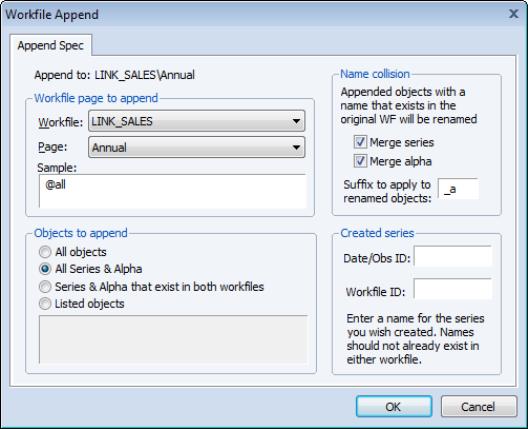 Workfile Append
X
Append Spec
Append to: LINK_SALES\Annual
Workfile page to append
Workfile: LINK_SALES
Page: Annual
Sample:
@all
Objects to append
All objects
All Series & Alpha
Series & Alpha that exist in both workfiles
Listed objects
Name collision
Appended objects with a
name that exists in the
original WF will be renamed
Merge series
Merge alpha
Suffix to apply to
renamed objects: _a
Created series
Date/Obs ID:
Workfile ID:
Enter a name for the series
you wish created. Names
should not already exist in
either workfile.
OK
Cancel